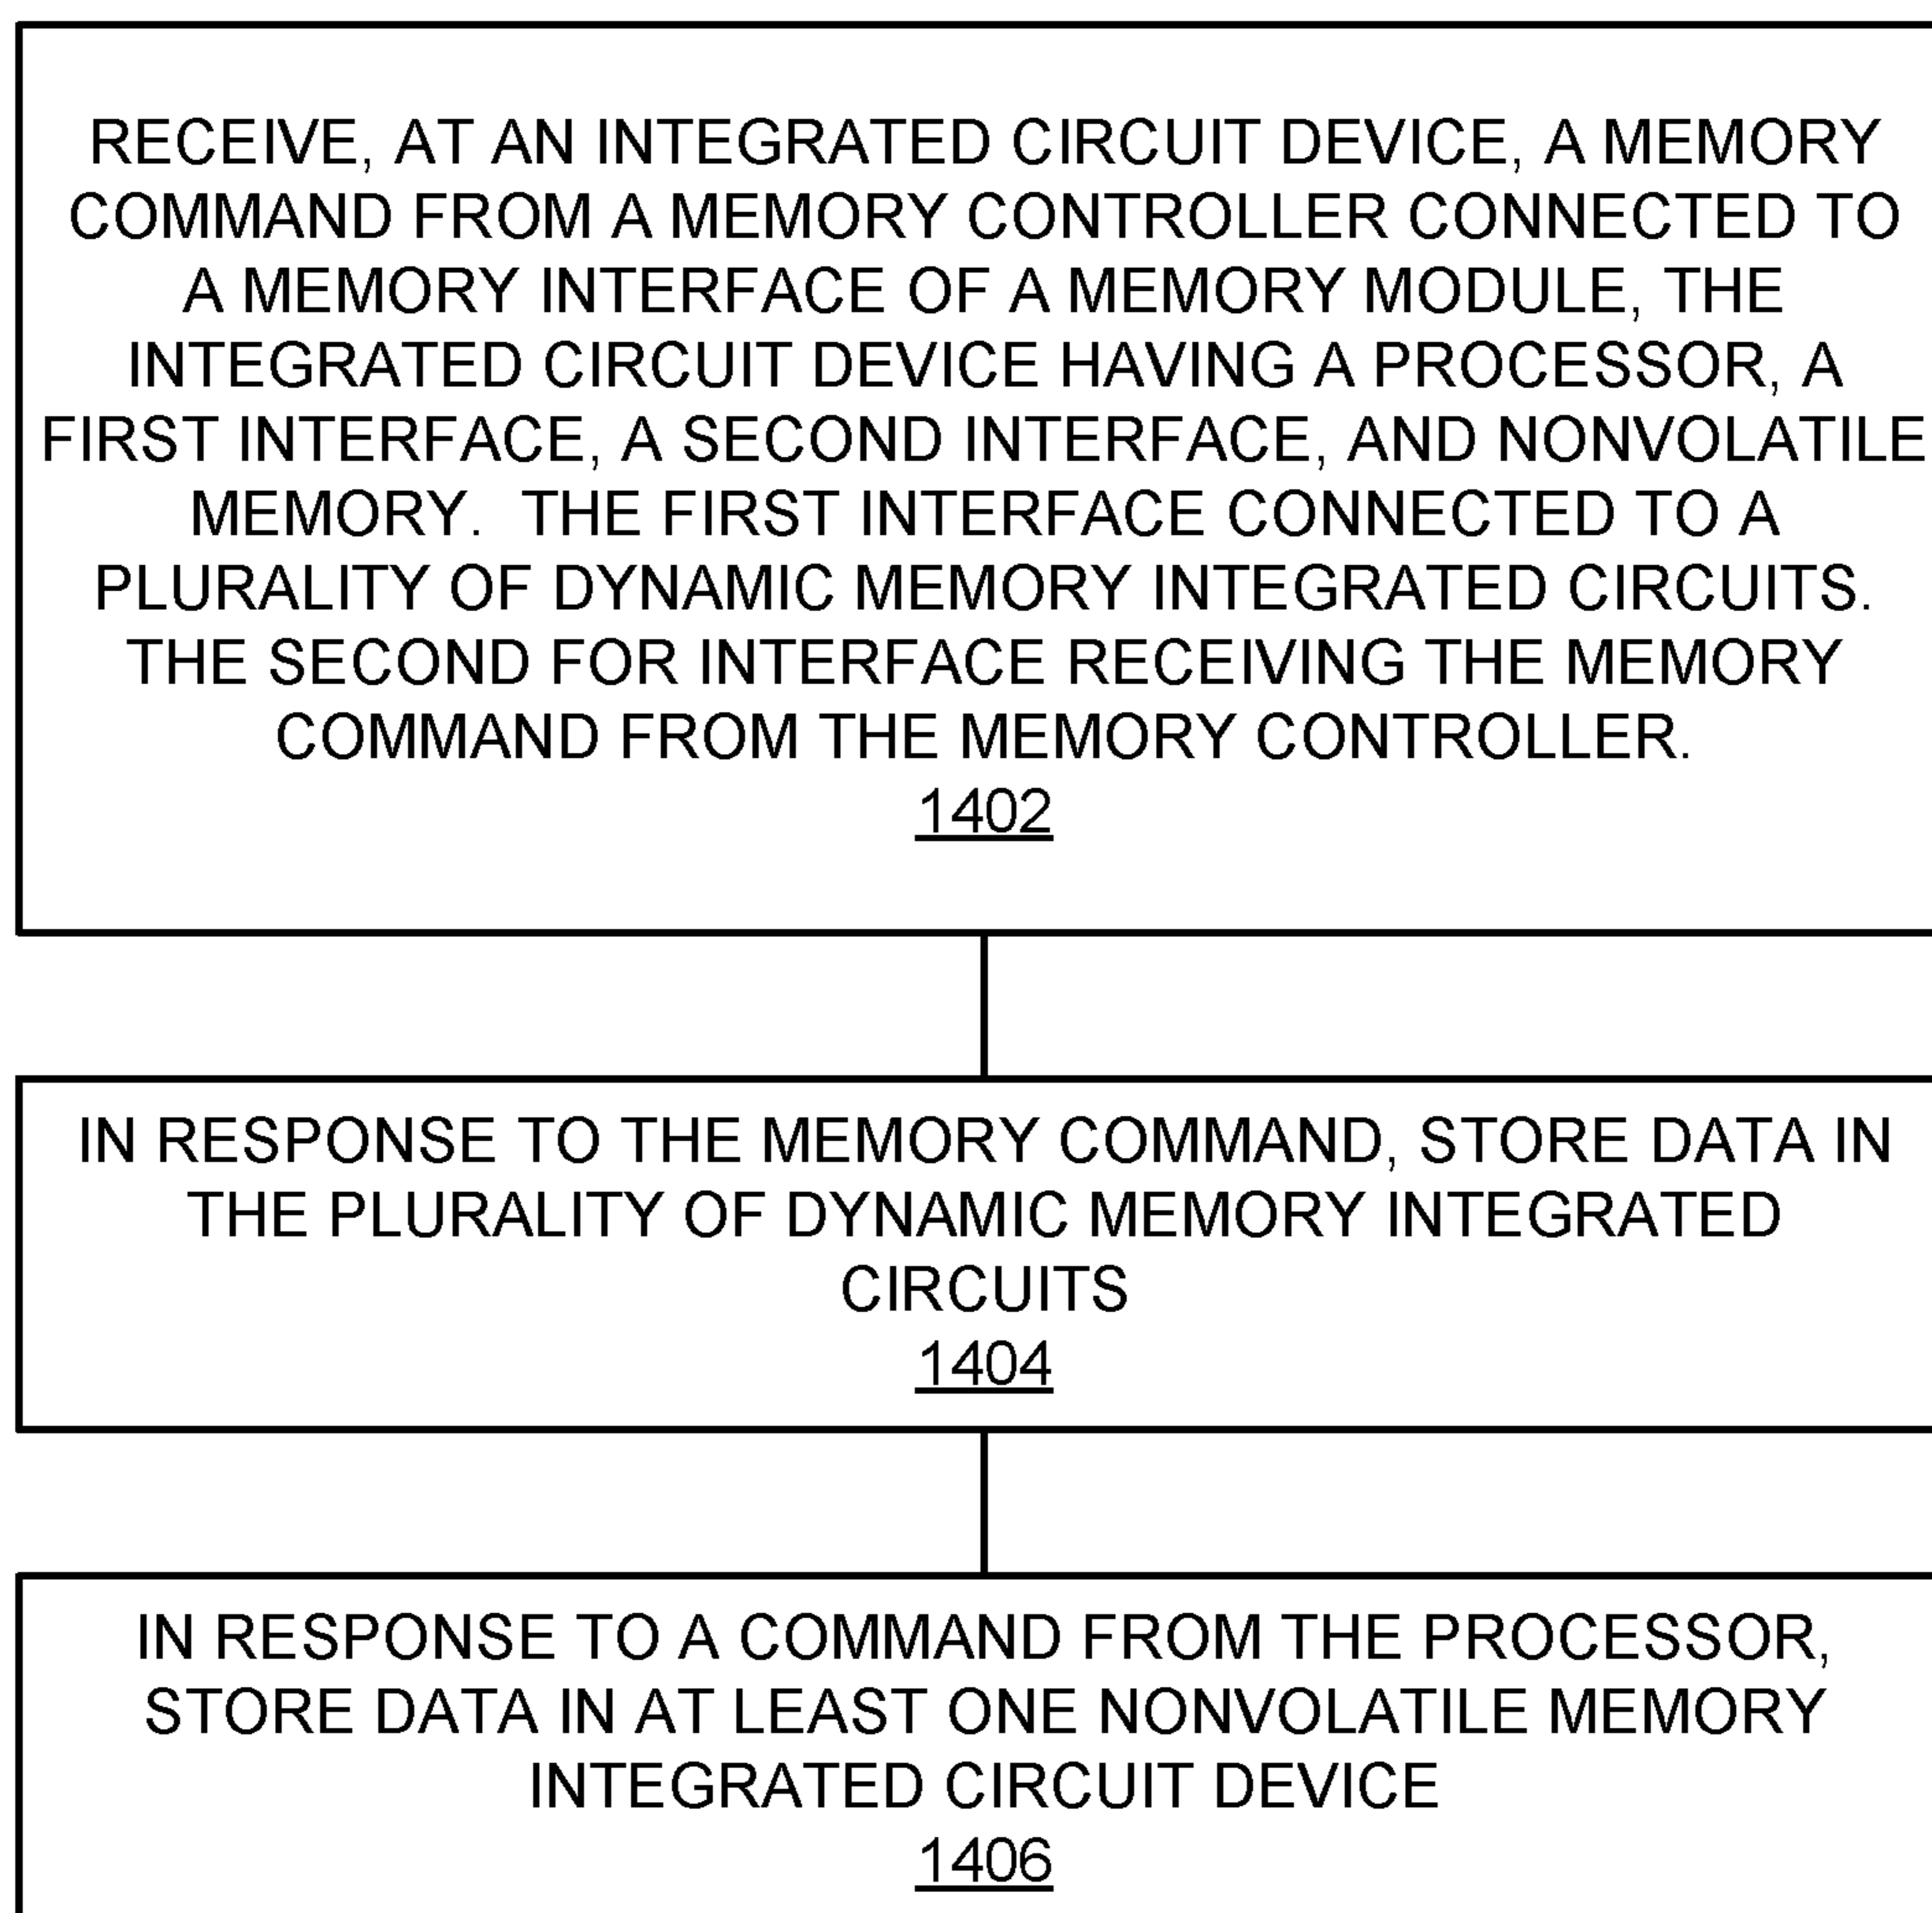 RECEIVE, AT AN INTEGRATED CIRCUIT DEVICE, A MEMORY
COMMAND FROM A MEMORY CONTROLLER CONNECTED TO
A MEMORY INTERFACE OF A MEMORY MODULE, THE
INTEGRATED CIRCUIT DEVICE HAVING A PROCESSOR, A
FIRST INTERFACE, A SECOND INTERFACE, AND NONVOLATILE
MEMORY.  THE FIRST INTERFACE CONNECTED TO A
PLURALITY OF DYNAMIC MEMORY INTEGRATED CIRCUITS.
THE SECOND FOR INTERFACE RECEIVING THE MEMORY
COMMAND FROM THE MEMORY CONTROLLER.
1402
IN RESPONSE TO THE MEMORY COMMAND, STORE DATA IN
THE PLURALITY OF DYNAMIC MEMORY INTEGRATED
CIRCUITS
1404
IN RESPONSE TO A COMMAND FROM THE PROCESSOR,
STORE DATA IN AT LEAST ONE NONVOLATILE MEMORY
INTEGRATED CIRCUIT DEVICE
1406